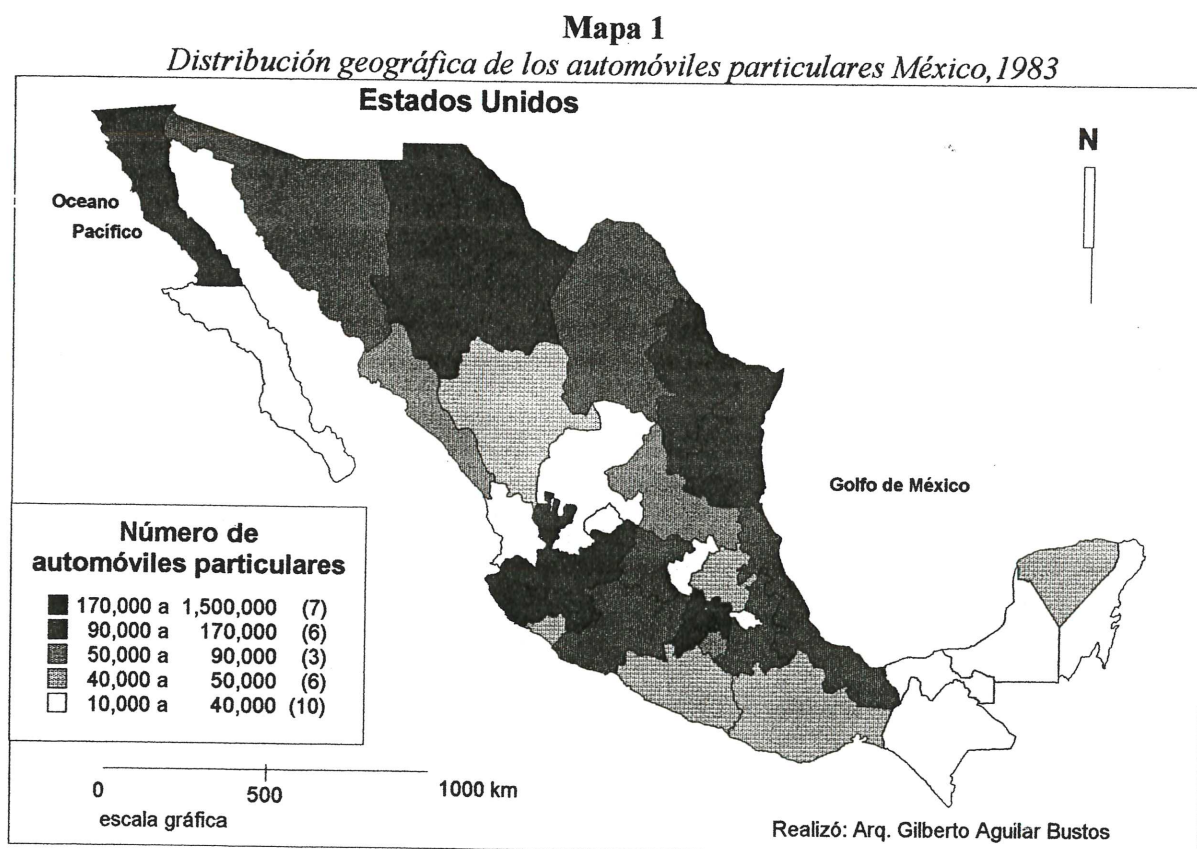 Mapa 1
Distribución geográfica de los automóviles particulares México,1983
Estados Unidos
N
Oceano
Pacífico
Golfo de México
Número de
automóviles particulares
170,000 a 1,500,000 (7)
90,000 a 170,000 (6)
50,000 a 90,000 (3)
40,000 a 50,000 (6)
10,000 a 40,000 (10)
0 500 1000 km
escala gráfica
Realizó: Arq. Gilberto Aguilar Bustos